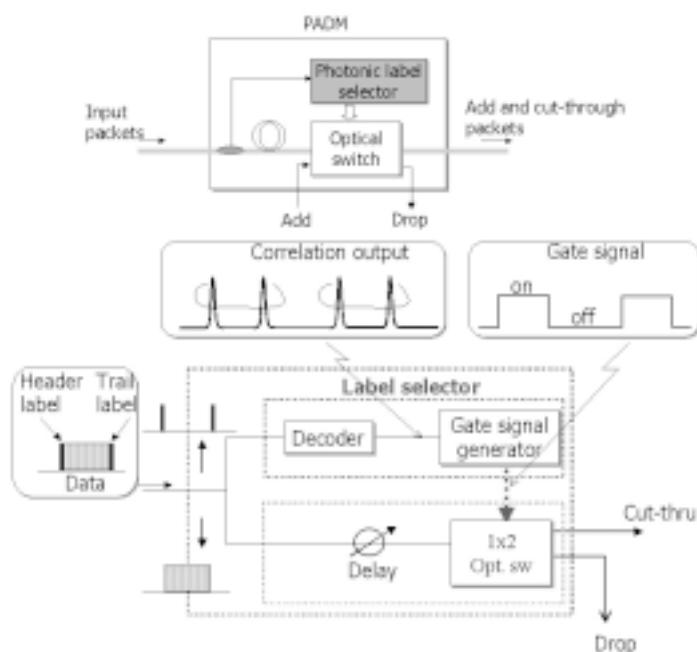 PADM
Photonic label
selector
Input
packets
Add and cut-through
packets
Optical
switch
Add
Drop
Correlation output
Gate signal
on
off
Label selector
Header
label
Trail
label
Data
Decoder
Gate signal
generator
Delay
1x2
Opt. sw
Cut-thru
Drop